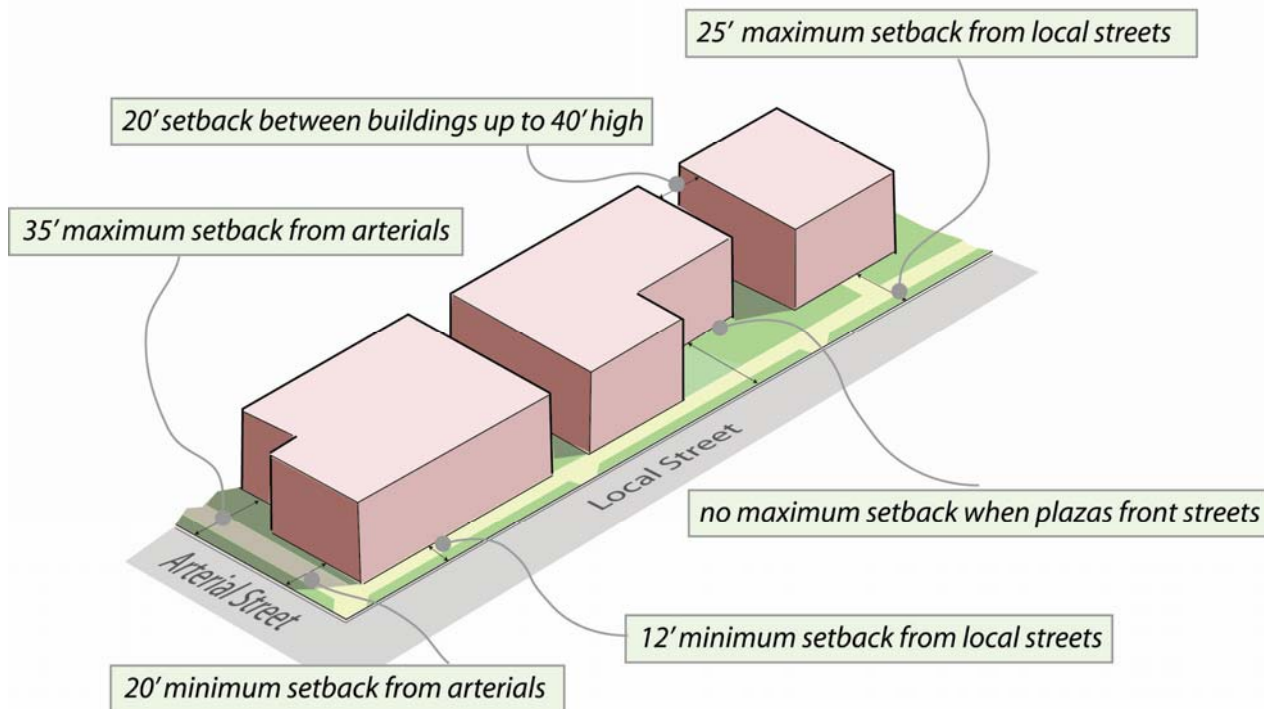 25’ maximum setback from local streets
20’ setback between buildings up to 40’ high
35’ maximum setback from arterials
Local Street
no maximum setback when plazas front streets
Arterial Street
12’ minimum setback from local streets
20’ minimum setback from arterials